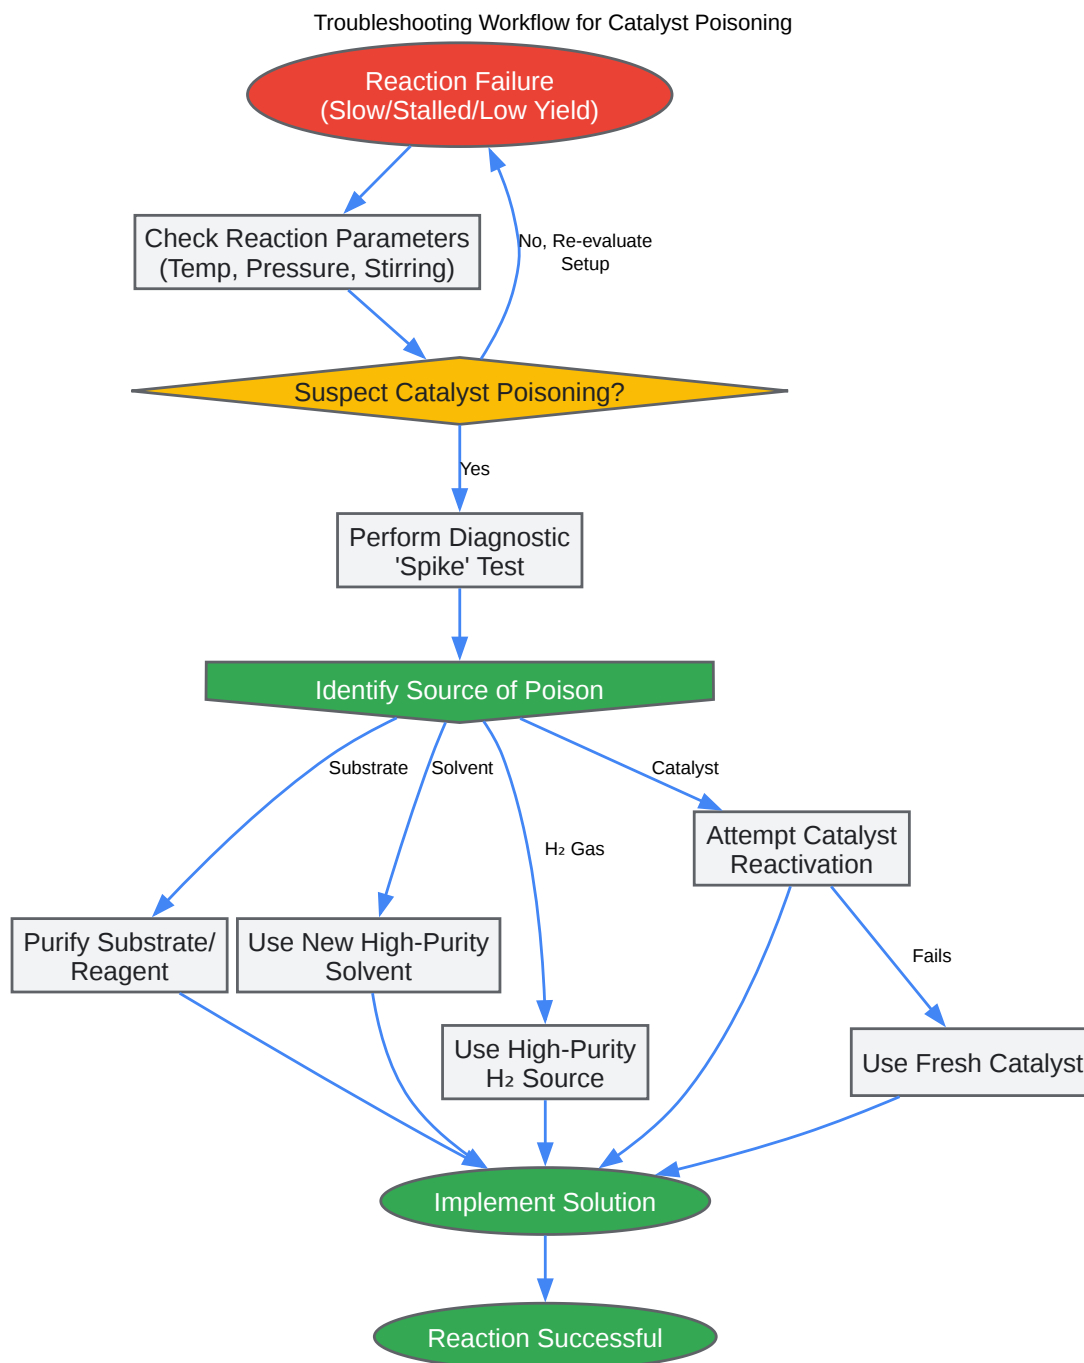 Troubleshooting Workflow for Catalyst Poisoning
Reaction Failure
(Slow/Stalled/Low Yield)
Check Reaction Parameters
(Temp, Pressure, Stirring)
No, Re-evaluate
Setup
Suspect Catalyst Poisoning?
Yes
Perform Diagnostic
'Spike' Test
Identify Source of Poison
Substrate
Solvent
Catalyst
H₂ Gas
Attempt Catalyst
Reactivation
Purify Substrate/
Reagent
Use New High-Purity
Solvent
Fails
Use High-Purity
H₂ Source
Use Fresh Catalyst
Implement Solution
Reaction Successful